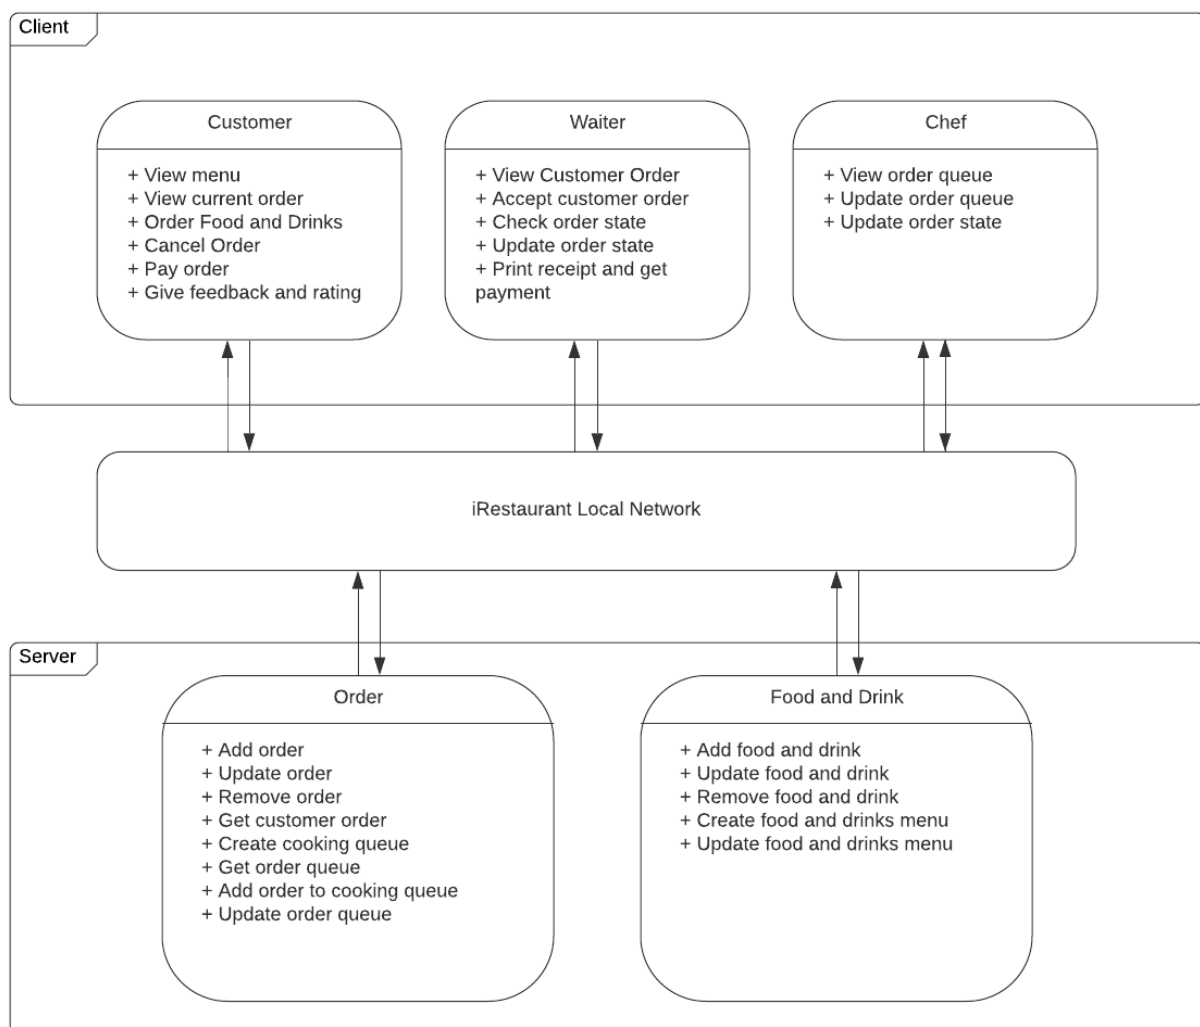 Client
Customer
+ View menu
+ View current order
+ Order Food and Drinks
+ Cancel Order
+ Pay order
+ Give feedback and rating
Waiter
+ View Customer Order
+ Accept customer order
+ Check order state
+ Update order state
+ Print receipt and get
payment
Chef
+ View order queue
+ Update order queue
+ Update order state
iRestaurant Local Network
Server
Order
+ Add order
+ Update order
+ Remove order
+ Get customer order
+ Create cooking queue
+ Get order queue
+ Add order to cooking queue
+ Update order queue
Food and Drink
+ Add food and drink
+ Update food and drink
+ Remove food and drink
+ Create food and drinks menu
+ Update food and drinks menu